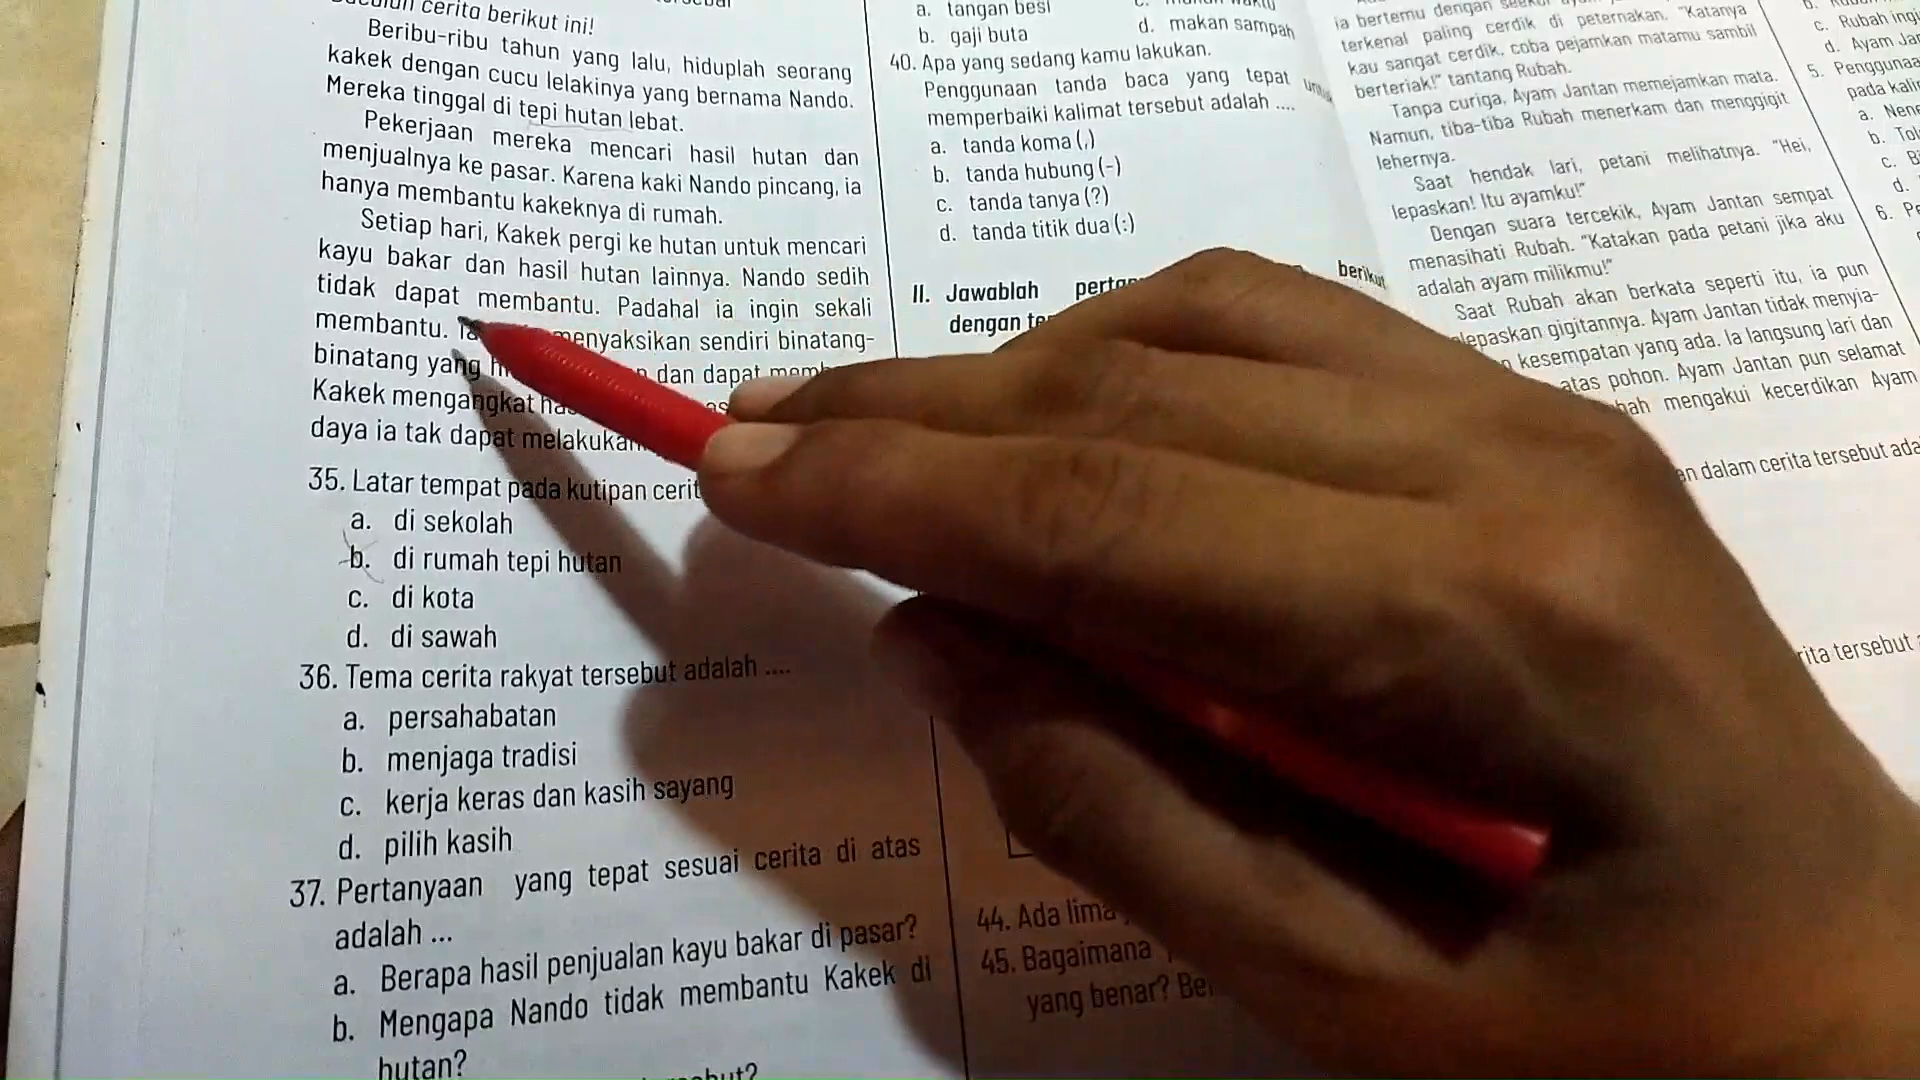 cerita berikut ini!
Beribu-ribu tahun yang lalu, hiduplah seorang
kakek dengan cucu lelakinya yang bernama Nando.
Mereka tinggal di tepi hutan lebat.
Pekerjaan mereka mencari hasil hutan dan
menjualnya ke pasar. Karena kaki Nando pincang, ia
hanya membantu kakeknya di rumah.
Setiap hari, Kakek pergi ke hutan untuk mencari
kayu bakar dan hasil hutan lainnya. Nando sedih
tidak dapat membantu. Padahal ia ingin sekali
membantu. menyaksikan sendiri binatang-
binatang yang dan dapat
Kakek mengangkat
daya ia tak dapat melakukan
35. Latar tempat pada kutipan
a. di sekolah
b. di rumah tepi hutan
c. di kota
d. di sawah
36. Tema cerita rakyat tersebut adalah ....
a. persahabatan
b. menjaga tradisi
c. kerja keras dan kasih sayang
d. pilih kasih
37. Pertanyaan yang tepat sesuai cerita di atas
adalah ...
a. Berapa hasil penjualan kayu bakar di pasar?
b. Mengapa Nando tidak membantu Kakek di
hutan?
a. tangan besi
b. gaji buta
d. makan sampah
40. Apa yang sedang kamu lakukan.
Penggunaan tanda baca yang tepat untuk
memperbaiki kalimat tersebut adalah ....
a. tanda koma (,)
b. tanda hubung (-)
c. tanda tanya (?)
d. tanda titik dua (:)
II. Jawablah berikut
dengan
44. Ada lima
45. Bagaimana
yang benar?
ia bertemu dengan
terkenal paling cerdik di peternakan. "Katanya
kau sangat cerdik, coba pejamkan matamu sambil
berteriak!" tantang Rubah.
Tanpa curiga, Ayam Jantan memejamkan mata.
Namun, tiba-tiba Rubah menerkam dan menggigit
lehernya.
Saat hendak lari, petani melihatnya. "Hei,
lepaskan! Itu ayamku!"
Dengan suara tercekik, Ayam Jantan sempat
menasihati Rubah. "Katakan pada petani jika aku
adalah ayam milikmu!"
Saat Rubah akan berkata seperti itu, ia pun
gigitannya. Ayam Jantan tidak menyia-
kesempatan yang ada. Ia langsung lari dan
atas pohon. Ayam Jantan pun selamat
mengakui kecerdikan Ayam
dalam cerita tersebut
tersebut
c. Rubah
d. Ayam
5.
pada
a.
b.
c.
d.
6.